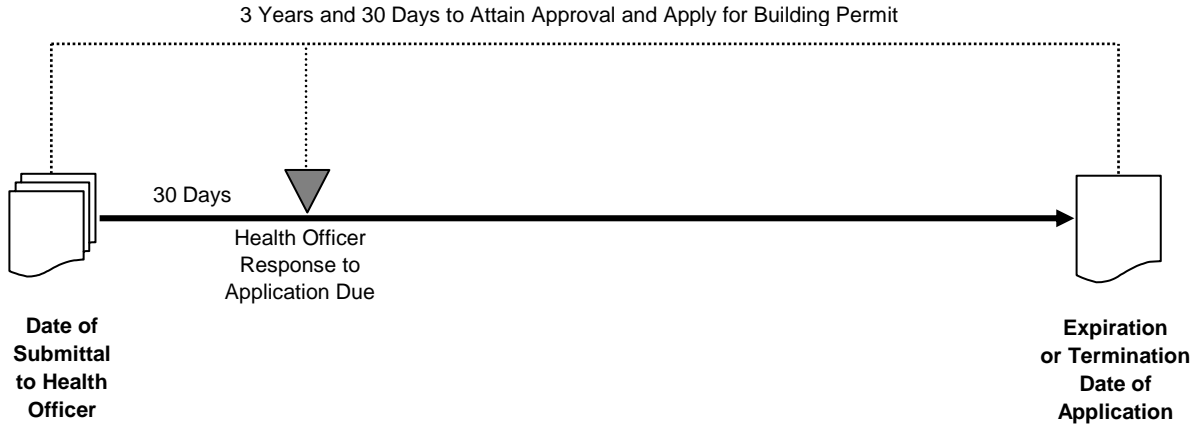 3 Years and 30 Days to Attain Approval and Apply for Building Permit
30 Days
Health Officer
Response to
Application Due
Date of
Submittal
to Health
Officer
Expiration
or Termination
Date of
Application